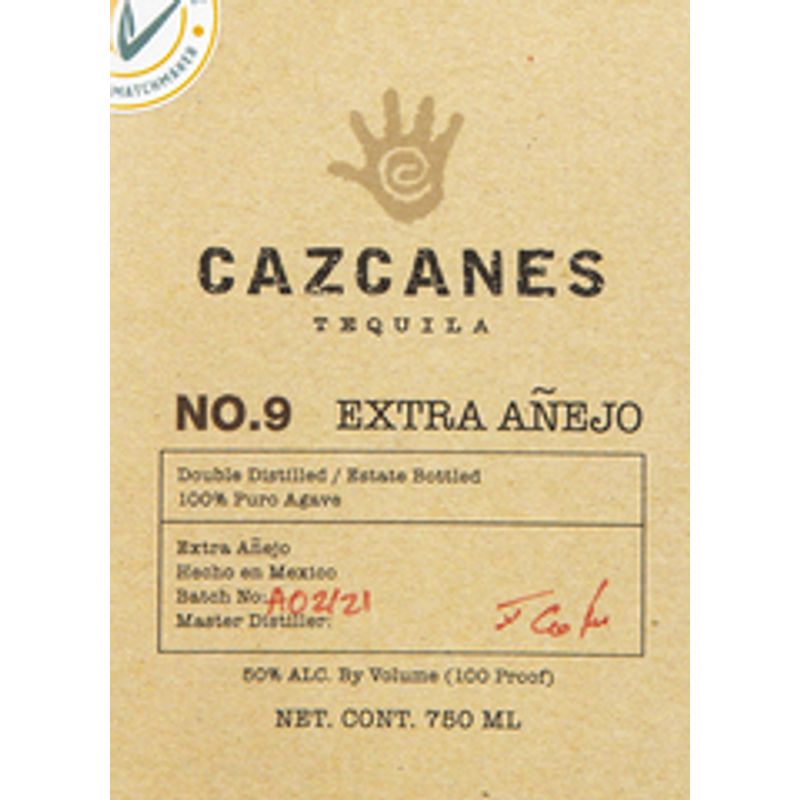 MATCHMAKER
CAZCANES
TEQUILA
NO.9 EXTRA AÑEJO
Double Distilled / Estate Bottled
100% Puro Agave
Extra Añejo
Hecho en Mexico
Batch No: A02/21
Master Distiller:
50% ALC. By Volume (100 Proof)
NET. CONT. 750 ML